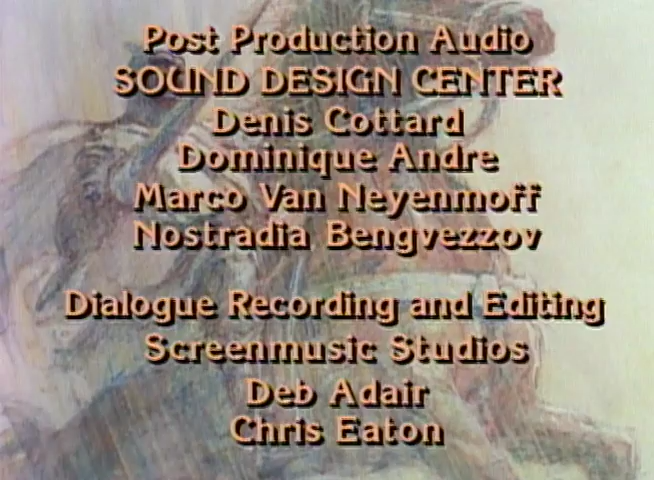 Post Production Audio
SOUND DESIGN CENTER
Denis Cottard
Dominique Andre
Marco Van Neyenmoff
Nostradia Bengvezzov
Dialogue Recording and Editing
Screenmusic Studios
Deb Adair
Chris Eaton